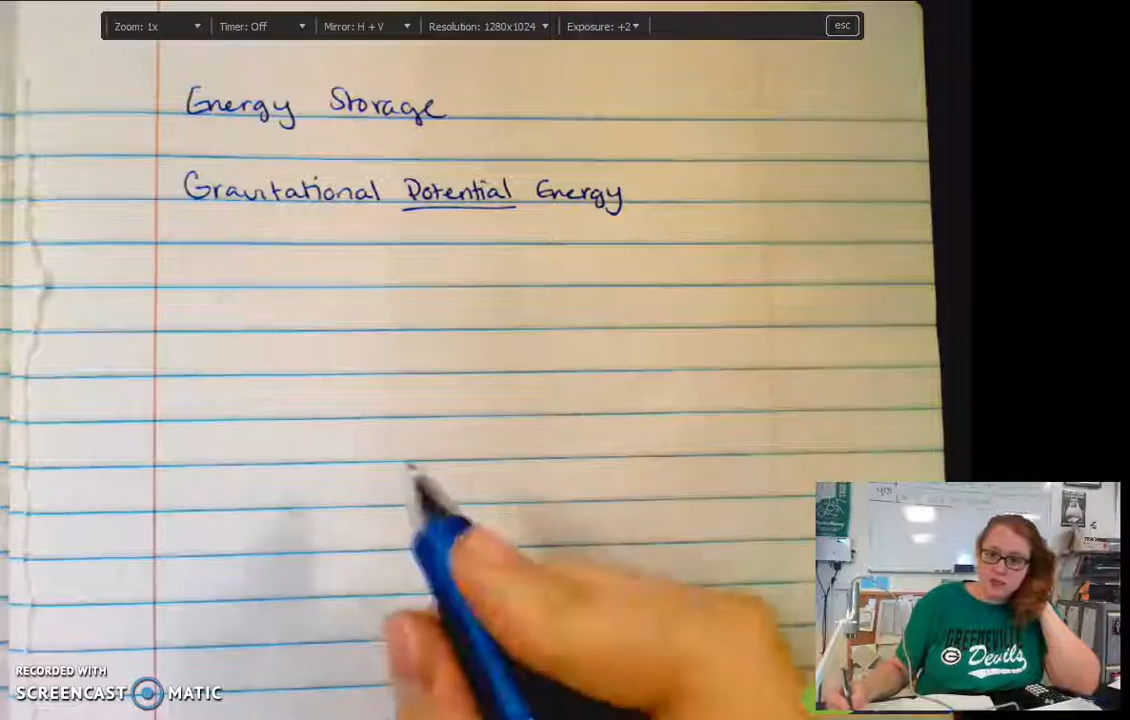 Zoom: 1x Timer: Off Mirror: H + V Resolution: 1280x1024 Exposure: +2 esc
Energy Storage
Gravitational Potential Energy
GREENEVILLE
G Devils
RECORDED WITH
SCREENCAST MATIC